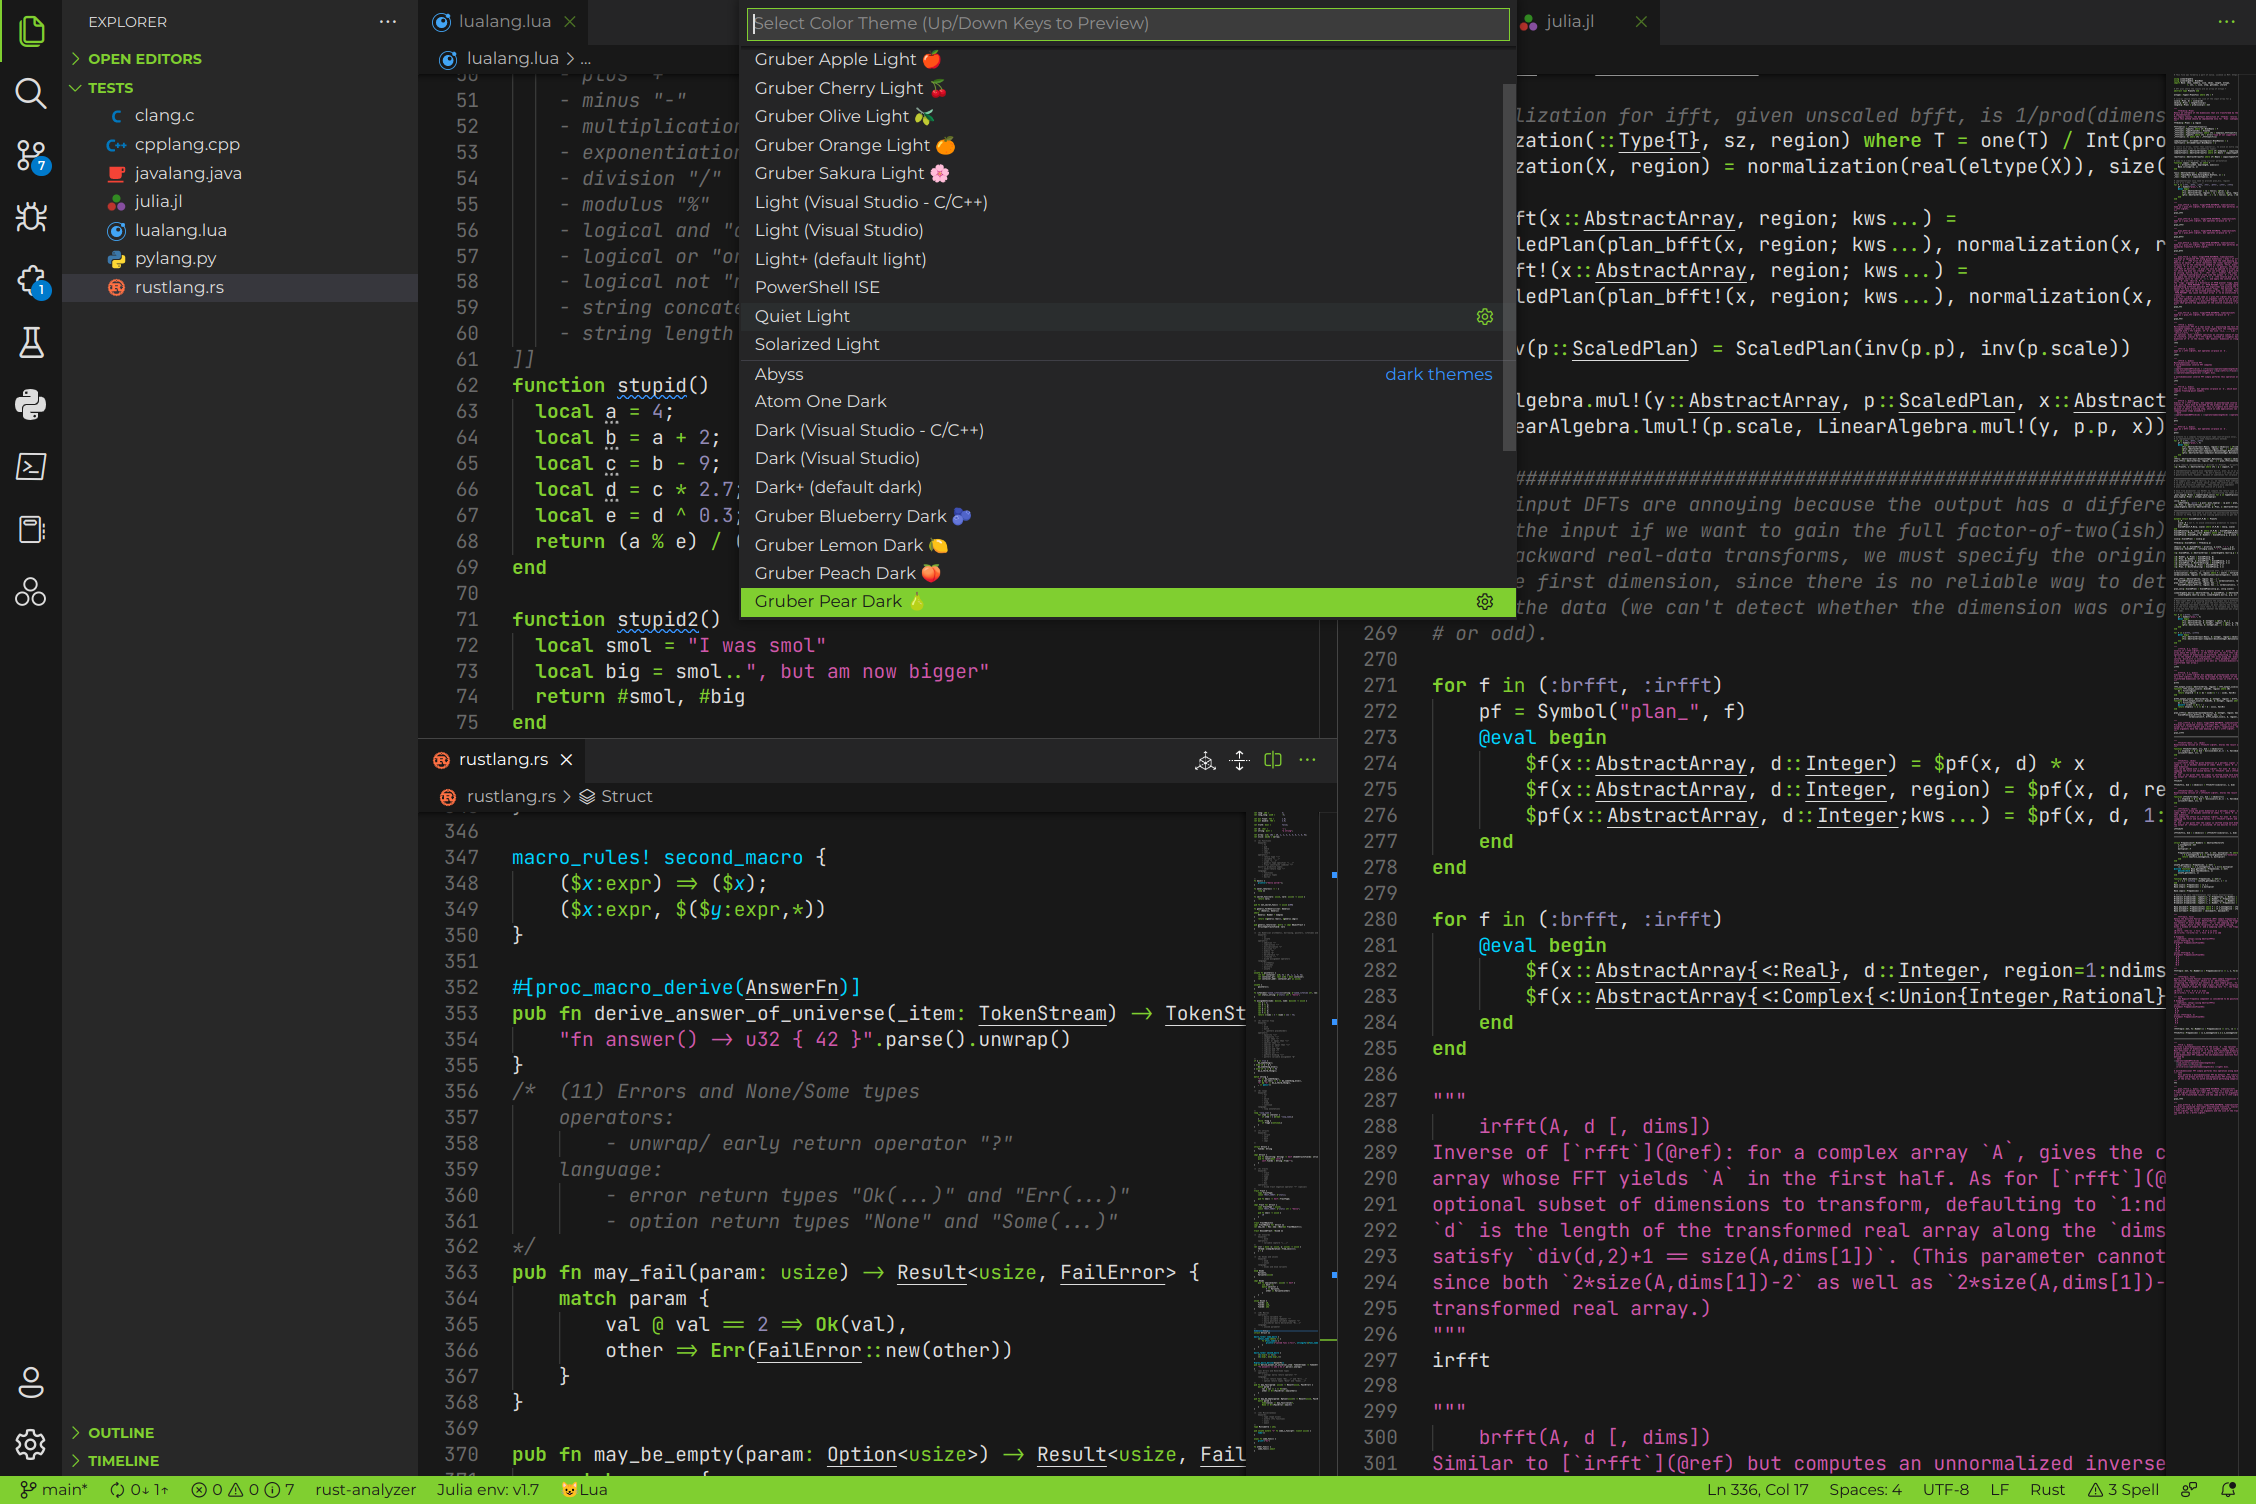 EXPLORER
OPEN EDITORS
TESTS
clang.c
cpplang.cpp
javalang.java
julia.jl
lualang.lua
pylang.py
rustlang.rs
OUTLINE
TIMELINE
7
1
lualang.lua
lualang.lua > ...
51 - minus "-"
52 - multiplication
53 - exponentiation
54 - division "/"
55 - modulus "%"
56 - logical and
57 - logical or
58 - logical not
59 - string
60 - string length
61 ]]
62 function stupid()
63 local a = 4;
64 local b = a + 2;
65 local c = b - 9;
66 local d = c * 2.7;
67 local e = d ^ 0.3;
68 return (a % e) / (
69 end
70
71 function stupid2()
72 local smol = "I was smol"
73 local big = smol..", but am now bigger"
74 return #smol, #big
75 end
Select Color Theme (Up/Down Keys to Preview)
Gruber Apple Light 🍎
Gruber Cherry Light 🍒
Gruber Olive Light 🫒
Gruber Orange Light 🍊
Gruber Sakura Light 🌸
Light (Visual Studio - C/C++)
Light (Visual Studio)
Light+ (default light)
PowerShell ISE
Quiet Light
Solarized Light
Abyss dark themes
Atom One Dark
Dark (Visual Studio - C/C++)
Dark (Visual Studio)
Dark+ (default dark)
Gruber Blueberry Dark 🫐
Gruber Lemon Dark 🍋
Gruber Peach Dark 🍑
Gruber Pear Dark 🍐
rustlang.rs
rustlang.rs > Struct
346
347 macro_rules! second_macro {
348 ($x:expr) => ($x);
349 ($x:expr, $($y:expr,*))
350 }
351
352 #[proc_macro_derive(AnswerFn)]
353 pub fn derive_answer_of_universe(_item: TokenStream) -> TokenSt
354 "fn answer() -> u32 { 42 }".parse().unwrap()
355 }
356 /* (11) Errors and None/Some types
357 operators:
358 - unwrap/ early return operator "?"
359 language:
360 - error return types "Ok(...)" and "Err(...)"
361 - option return types "None" and "Some(...)"
362 */
363 pub fn may_fail(param: usize) -> Result<usize, FailError> {
364 match param {
365 val @ val == 2 => Ok(val),
366 other => Err(FailError::new(other))
367 }
368 }
369
370 pub fn may_be_empty(param: Option<usize>) -> Result<usize, Fail
julia.jl
lization for ifft, given unscaled bfft, is 1/prod(dimens
zation(::Type{T}, sz, region) where T = one(T) / Int(pro
zation(X, region) = normalization(real(eltype(X)), size(
ft(x::AbstractArray, region; kws...) =
ledPlan(plan_bfft(x, region; kws...), normalization(x, r
ft!(x::AbstractArray, region; kws...) =
ledPlan(plan_bfft!(x, region; kws...), normalization(x,
v(p::ScaledPlan) = ScaledPlan(inv(p.p), inv(p.scale))
lgebra.mul!(y::AbstractArray, p::ScaledPlan, x::Abstract
earAlgebra.lmul!(p.scale, LinearAlgebra.mul!(y, p.p, x))
########################################################
input DFTs are annoying because the output has a differe
the input if we want to gain the full factor-of-two(ish)
ackward real-data transforms, we must specify the origin
e first dimension, since there is no reliable way to det
the data (we can't detect whether the dimension was orig
269 # or odd).
270
271 for f in (:brfft, :irfft)
272 pf = Symbol("plan_", f)
273 @eval begin
274 $f(x::AbstractArray, d::Integer) = $pf(x, d) * x
275 $f(x::AbstractArray, d::Integer, region) = $pf(x, d, re
276 $pf(x::AbstractArray, d::Integer;kws...) = $pf(x, d, 1:
277 end
278 end
279
280 for f in (:brfft, :irfft)
281 @eval begin
282 $f(x::AbstractArray{<:Real}, d::Integer, region=1:ndims
283 $f(x::AbstractArray{<:Complex{<:Union{Integer,Rational}
284 end
285 end
286
287 """
288 irfft(A, d [, dims])
289 Inverse of [`rfft`](@ref): for a complex array `A`, gives the c
290 array whose FFT yields `A` in the first half. As for [`rfft`](@
291 optional subset of dimensions to transform, defaulting to `1:nd
292 `d` is the length of the transformed real array along the `dims
293 satisfy `div(d,2)+1 == size(A,dims[1])`. (This parameter cannot
294 since both `2*size(A,dims[1])-2` as well as `2*size(A,dims[1])-
295 transformed real array.)
296 """
297 irfft
298
299 """
300 brfft(A, d [, dims])
301 Similar to [`irfft`](@ref) but computes an unnormalized inverse
main* 0↓ 1↑ 0 0 7 rust-analyzer Julia env: v1.7 😺Lua Ln 336, Col 17 Spaces: 4 UTF-8 LF Rust 3 Spell